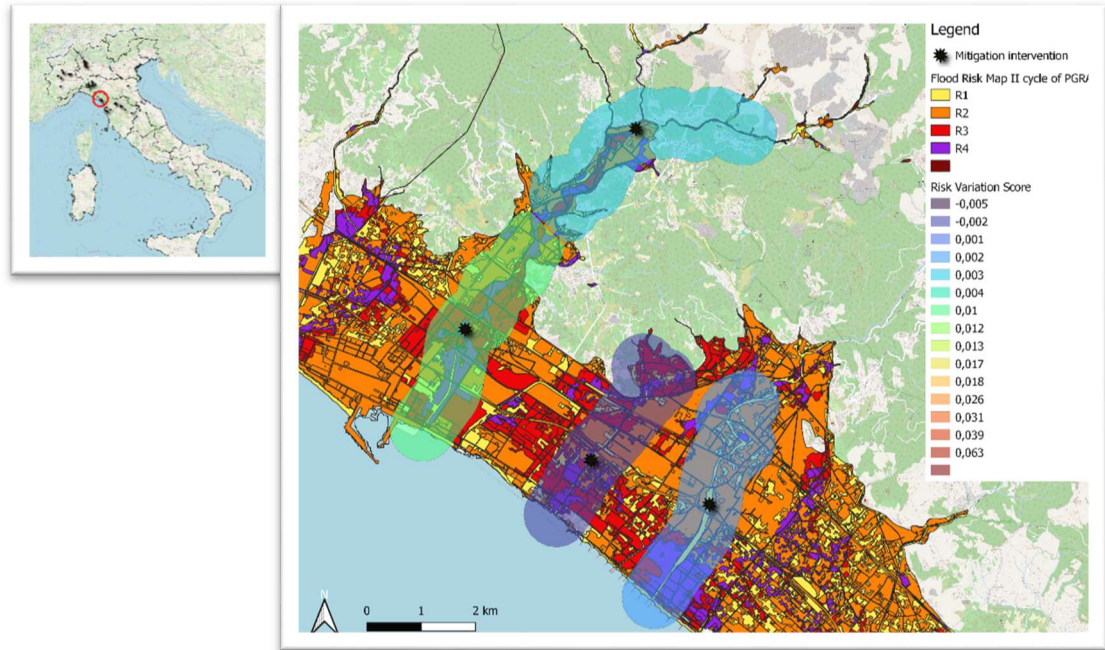 Legend
Mitigation intervention
Flood Risk Map II cycle of PGRA
R1
R2
R3
R4
Risk Variation Score
-0,005
-0,002
0,001
0,002
0,003
0,004
0,01
0,012
0,013
0,017
0,018
0,026
0,031
0,039
0,063
N
0 1 2 km